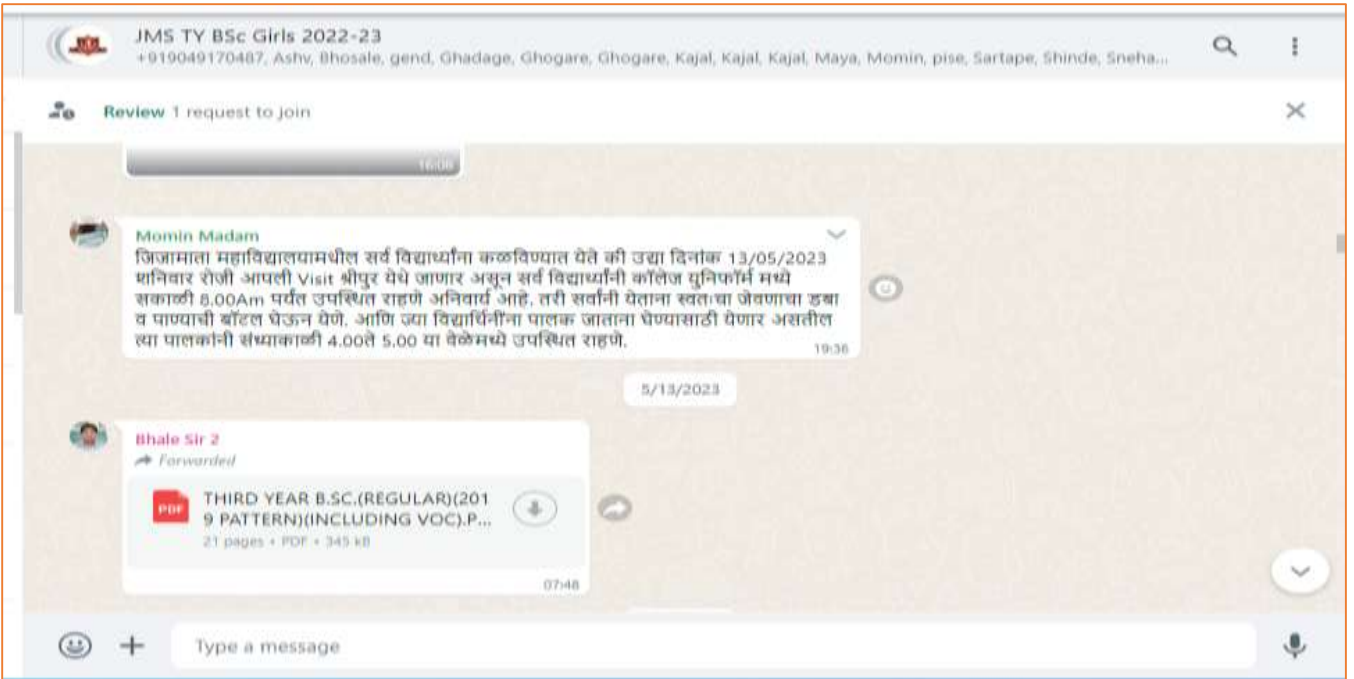 JMS TY BSc Girls 2022-23
+919049170487, Ashv, Bhosale, gend, Ghadage, Ghogare, Ghogare, Kajal, Kajal, Kajal, Maya, Momin, pise, Sartape, Shinde, Sneha...
Review 1 request to join
16:06
Momin Madam
जिजामाता महाविद्यालयामधील सर्व विद्यार्थ्यांना कळविण्यात येते की उद्या दिनांक 13/05/2023
शनिवार रोजी आपली Visit श्रीपुर येथे जाणार असून सर्व विद्यार्थ्यांनी कॉलेज युनिफॉर्म मध्ये
सकाळी 8.00Am पर्यंत उपस्थित राहणे अनिवार्य आहे. तरी सर्वांनी येताना स्वतःचा जेवणाचा डबा
व पाण्याची बॉटल घेऊन येणे. आणि ज्या विद्यार्थिनींना पालक जाताना घेण्यासाठी येणार असतील
त्या पालकांनी संध्याकाळी 4.00ते 5.00 या वेळेमध्ये उपस्थित राहणे.
19:36
5/13/2023
Bhale Sir 2
Forwarded
PDF
THIRD YEAR B.SC.(REGULAR)(201
9 PATTERN)(INCLUDING VOC).P...
21 pages • PDF • 345 kB
07:48
Type a message